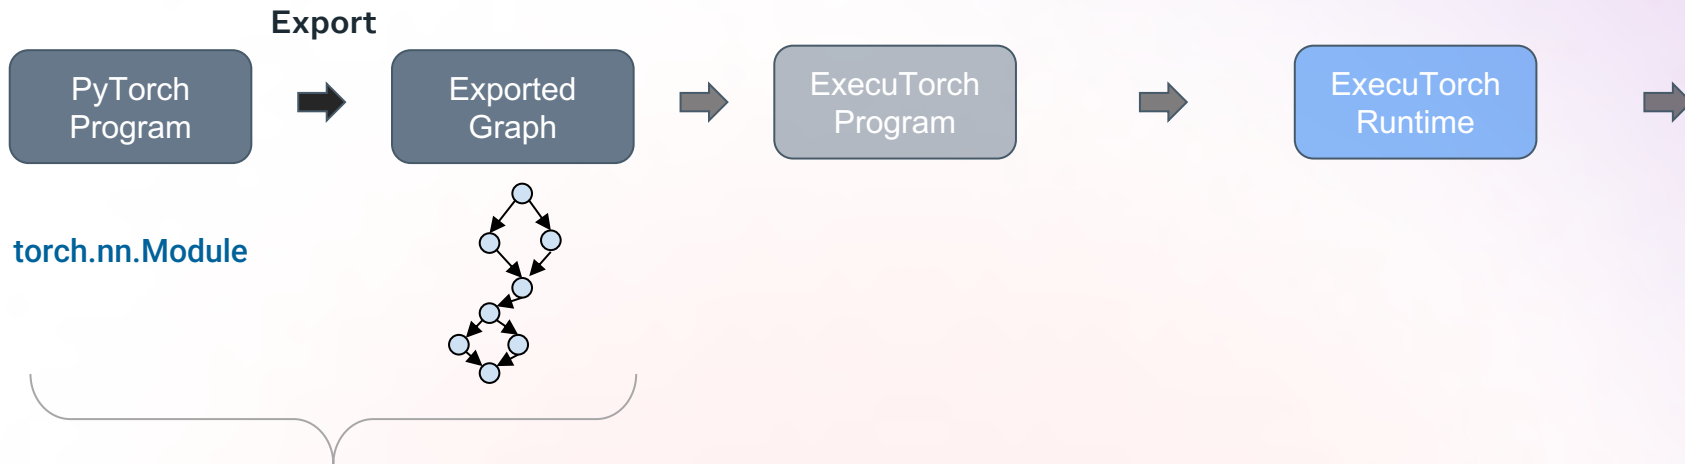 Export
PyTorch
Program
Exported
Graph
ExecuTorch
Program
ExecuTorch
Runtime
torch.nn.Module